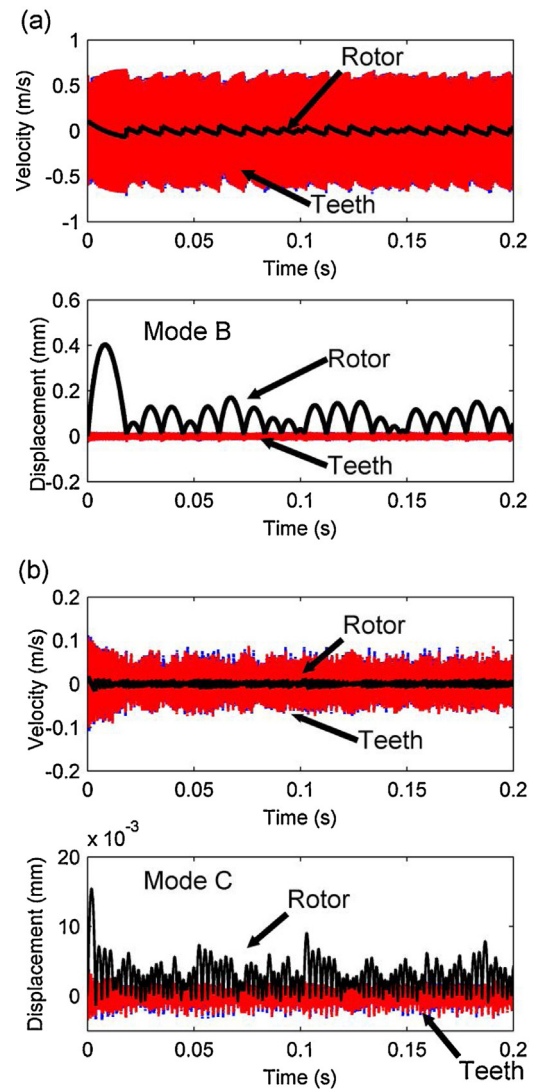 (a)
Velocity (m/s)
1
0.5
0
-0.5
-1
Rotor
Teeth
0 0.05 0.1 0.15 0.2
Time (s)
Displacement (mm)
0.6
0.4
0.2
0
-0.2
Mode B
Rotor
Teeth
0 0.05 0.1 0.15 0.2
Time (s)
(b)
Velocity (m/s)
0.2
0.1
0
-0.1
-0.2
Rotor
Teeth
0 0.05 0.1 0.15 0.2
Time (s)
x 10-3
Displacement (mm)
20
10
0
Mode C
Rotor
Teeth
0 0.05 0.1 0.15 0.2
Time (s)